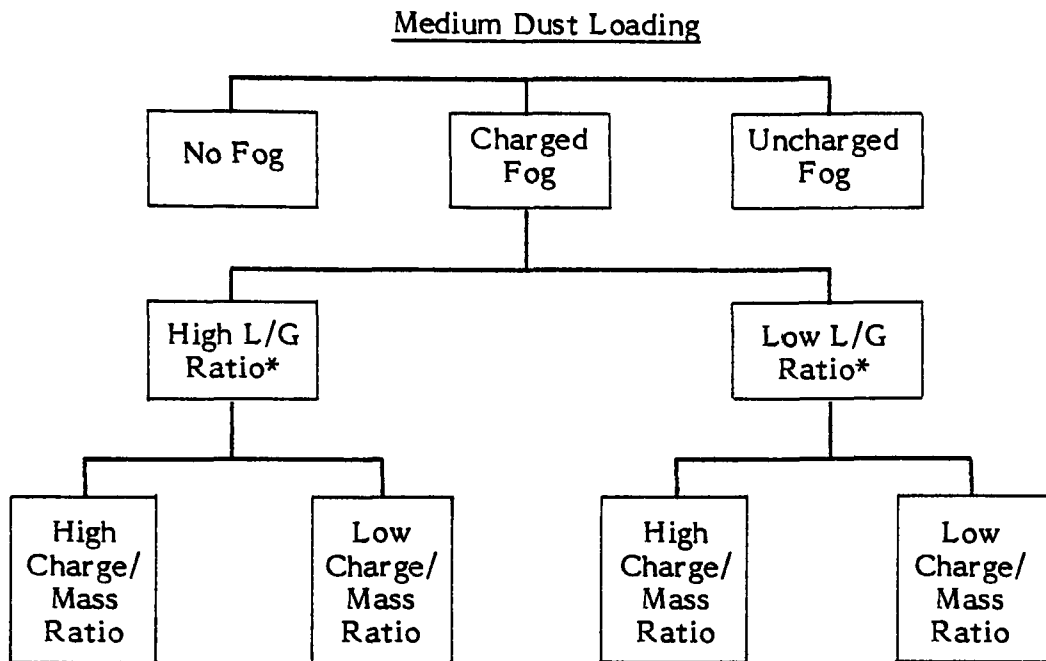 Medium Dust Loading
No Fog
Charged
Fog
Uncharged
Fog
High L/G
Ratio*
Low L/G
Ratio*
High
Charge/
Mass
Ratio
Low
Charge/
Mass
Ratio
High
Charge/
Mass
Ratio
Low
Charge/
Mass
Ratio